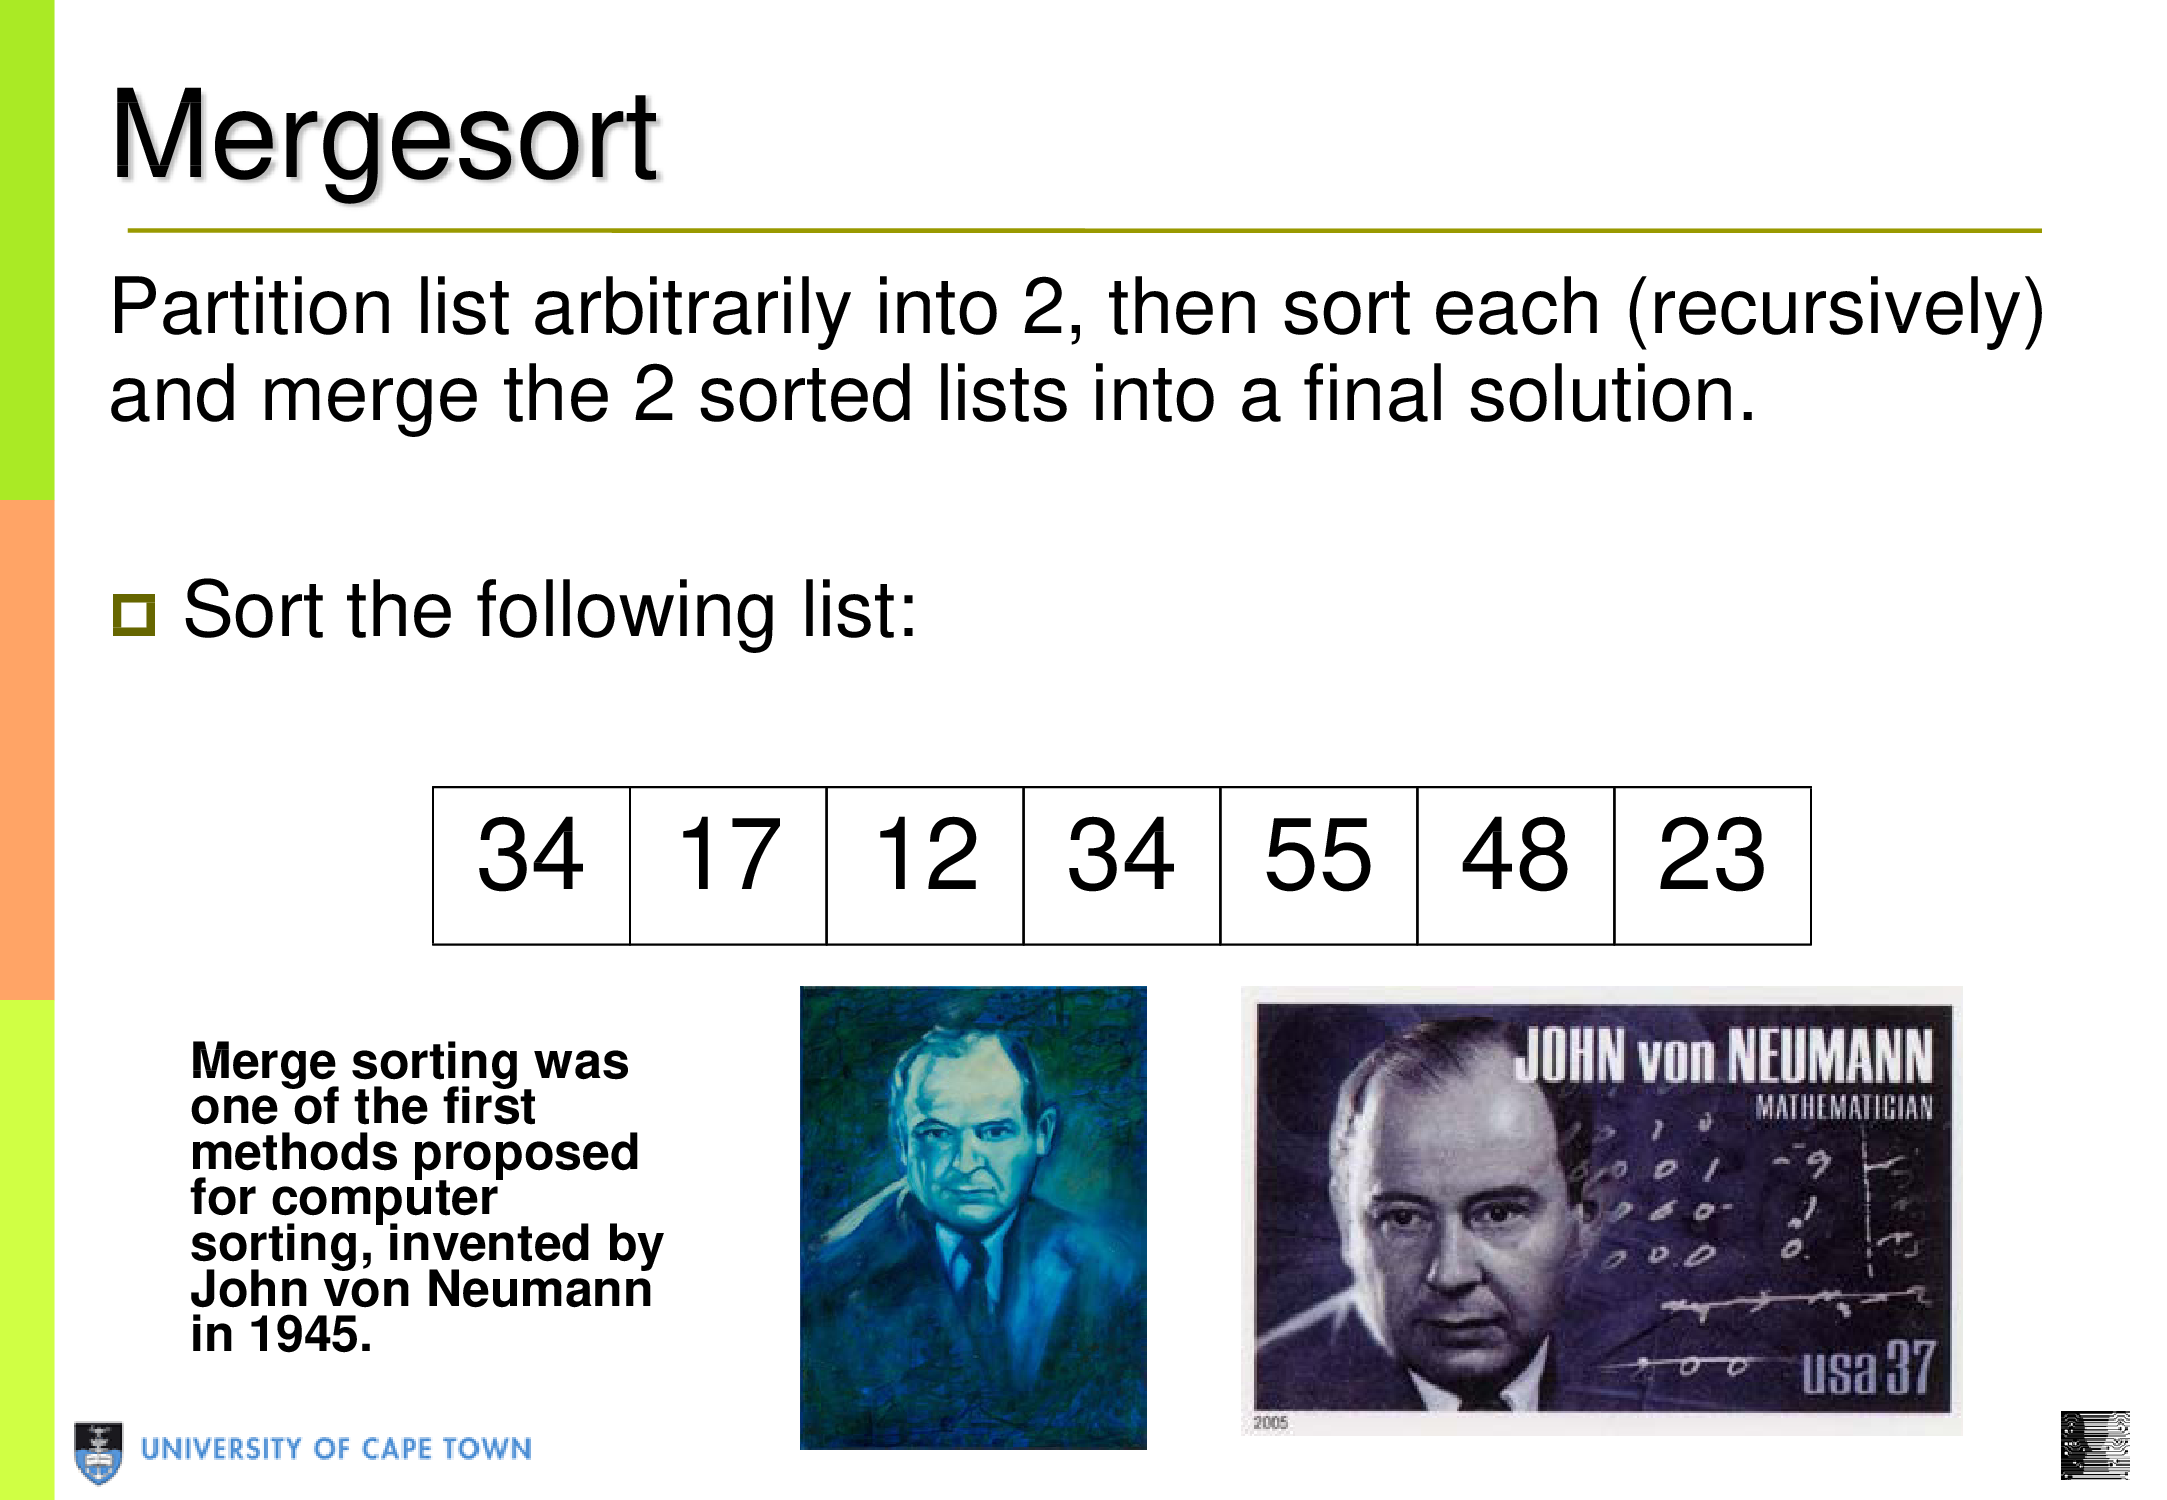 Mergesort
Partition list arbitrarily into 2, then sort each (recursively)
and merge the 2 sorted lists into a final solution.
Sort the following list:
34 17 12 34 55 48 23
Merge sorting was
one of the first
methods proposed
for computer
sorting, invented by
John von Neumann
in 1945.
JOHN von NEUMANN
MATHEMATICIAN
usa 37
2005
UNIVERSITY OF CAPE TOWN